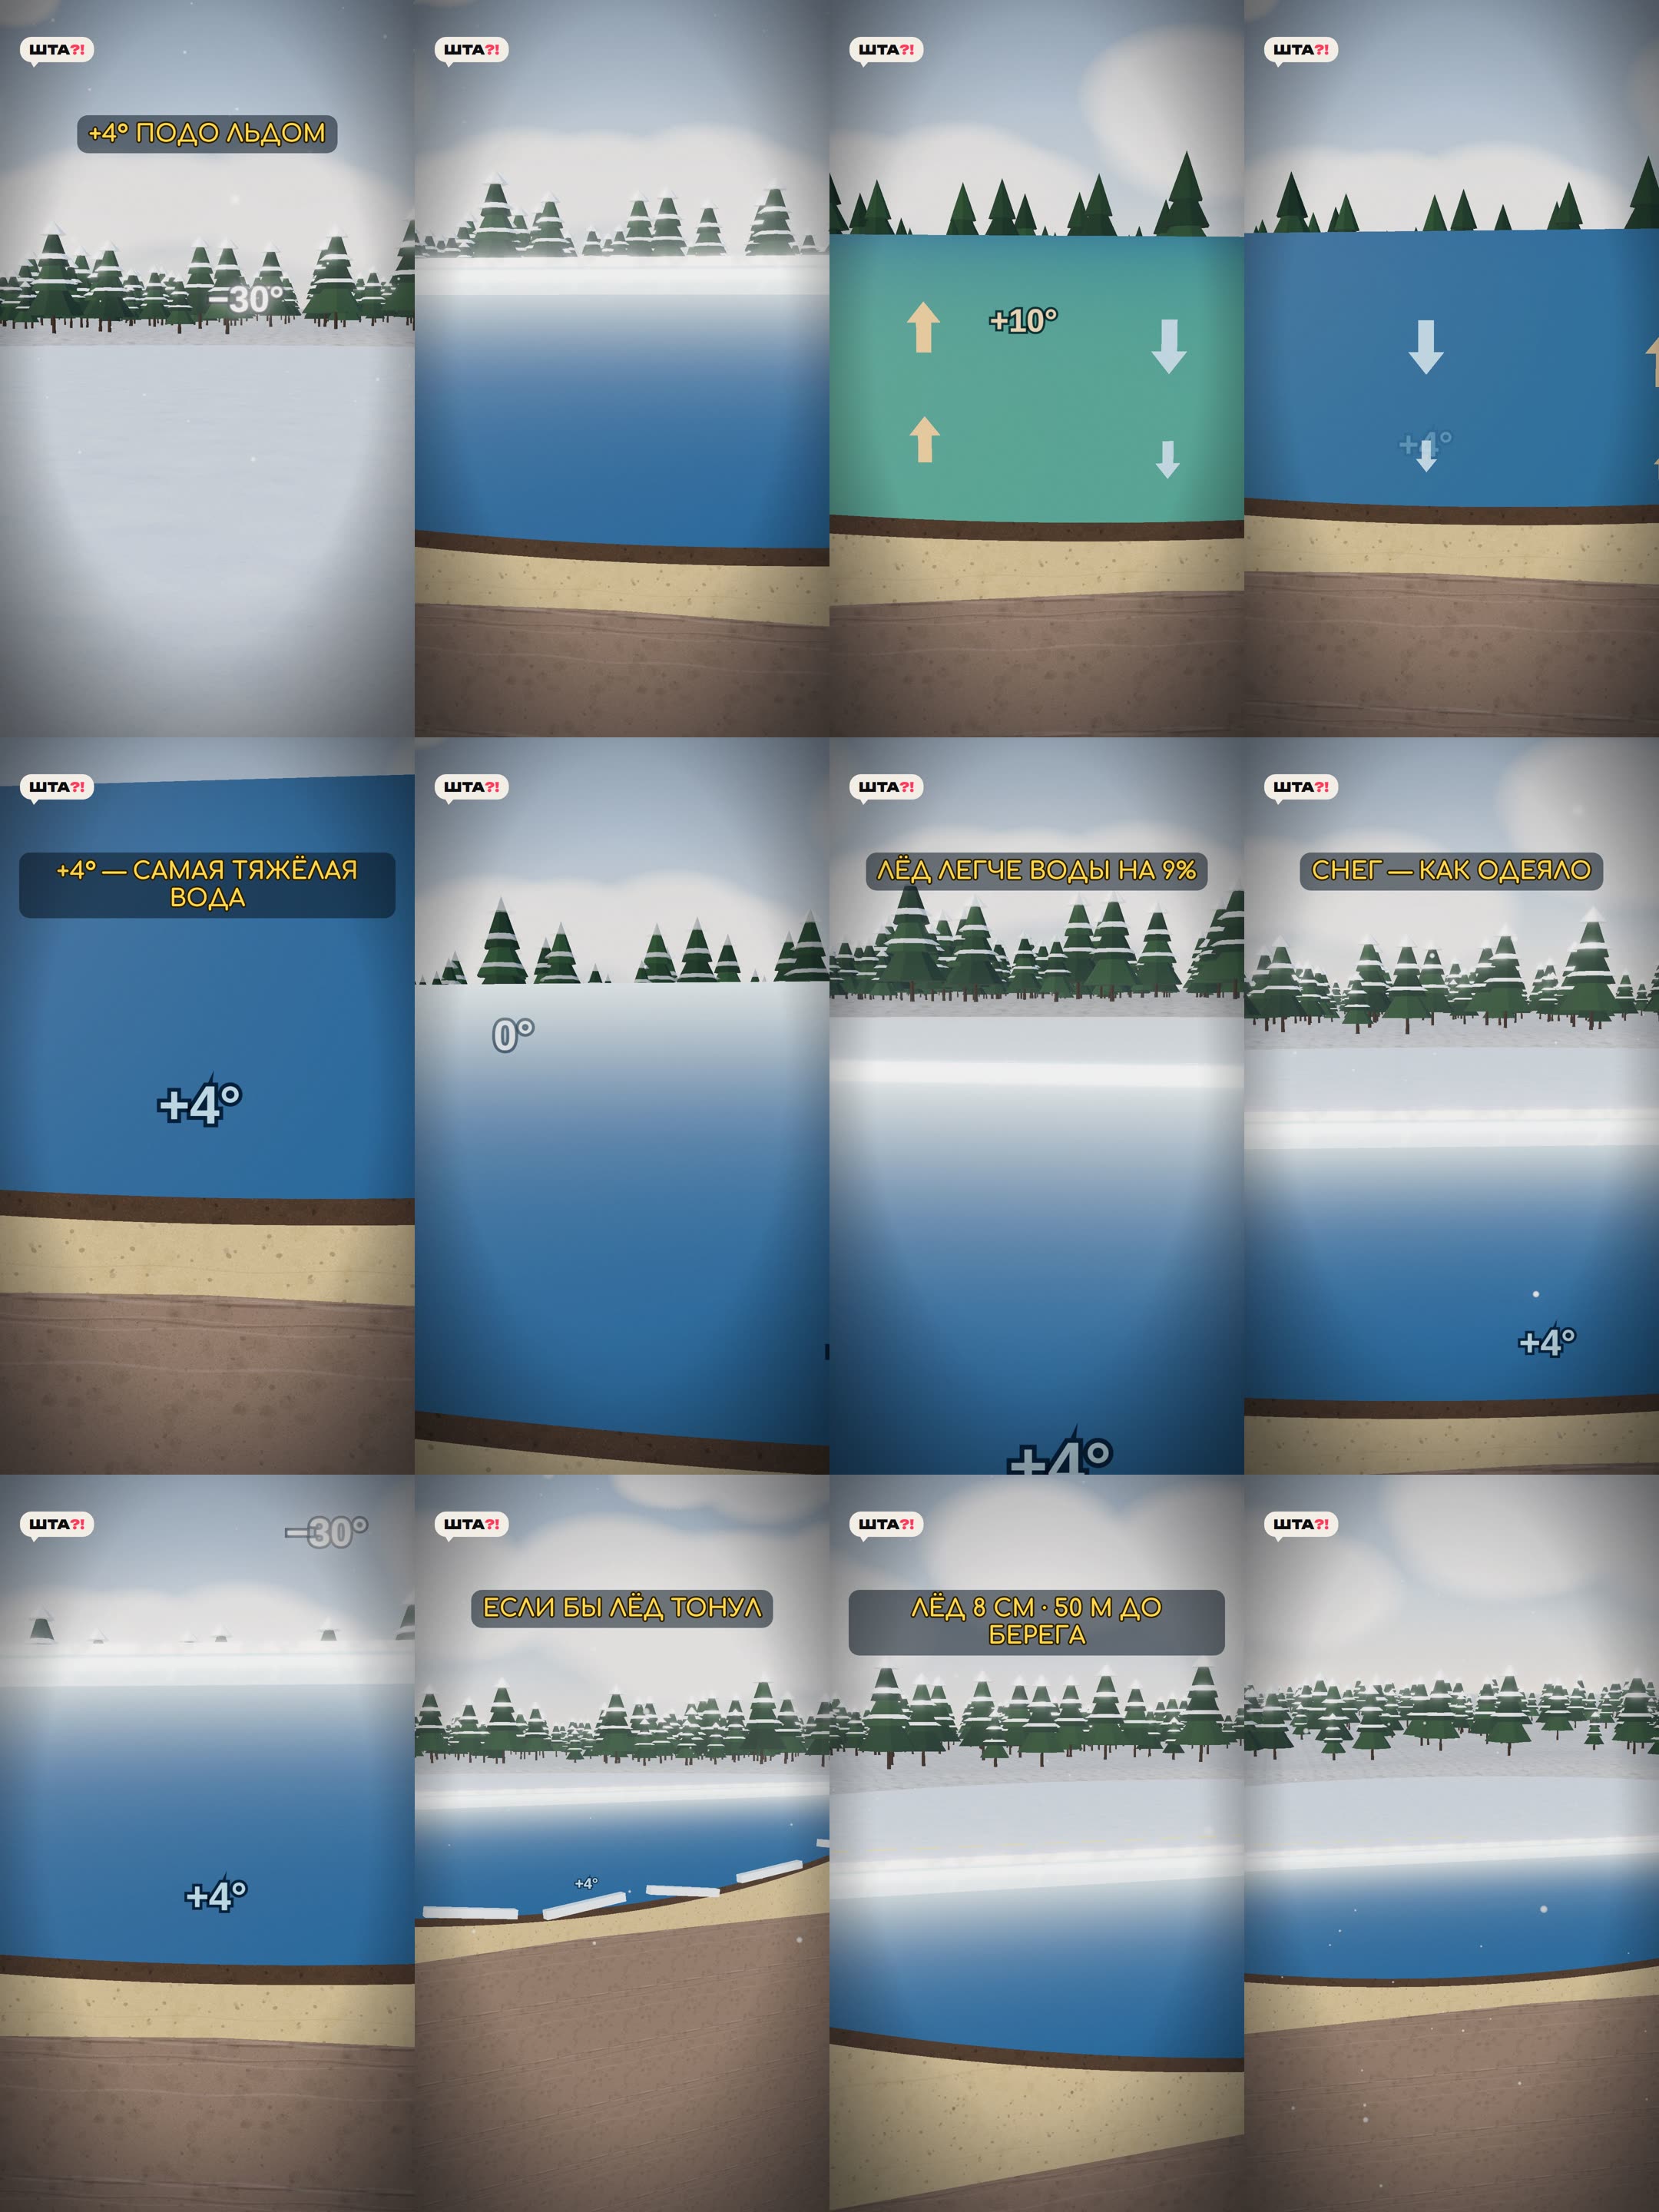 ШТА?!
+4° ПОДО ЛЬДОМ
−30°
ШТА?!
ШТА?!
+10°
ШТА?!
+4°
ШТА?!
+4° — САМАЯ ТЯЖЁЛАЯ
ВОДА
+4°
ШТА?!
0°
ШТА?!
ЛЁД ЛЕГЧЕ ВОДЫ НА 9%
+4°
ШТА?!
СНЕГ — КАК ОДЕЯЛО
+4°
ШТА?!
−30°
+4°
ШТА?!
ЕСЛИ БЫ ЛЁД ТОНУЛ
+4°
ШТА?!
ЛЁД 8 СМ · 50 М ДО
БЕРЕГА
ШТА?!